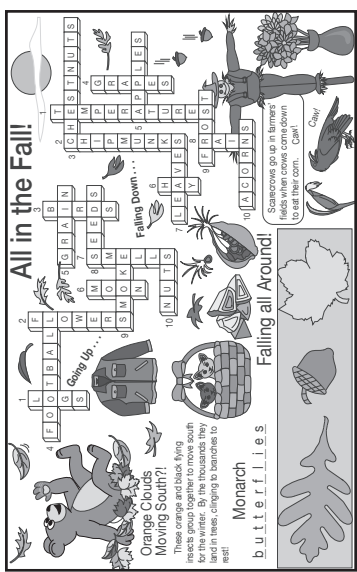 All in the Fall!
Going Up . . .
FOOTBALL
GRAIN
SEEDS
SMOKE
NUTS
Falling Down . . .
CHESTNUTS
APPLES
LEAVES
FROST
ACORNS
Orange Clouds
Moving South?!
These orange and black flying
insects group together to move south
for the winter. By the thousands they
land in trees, clinging to branches to
rest!
Monarch
butterflies
Falling all Around!
Scarecrows go up in farmers'
fields when crows come down
to eat their corn. Caw!
Caw!